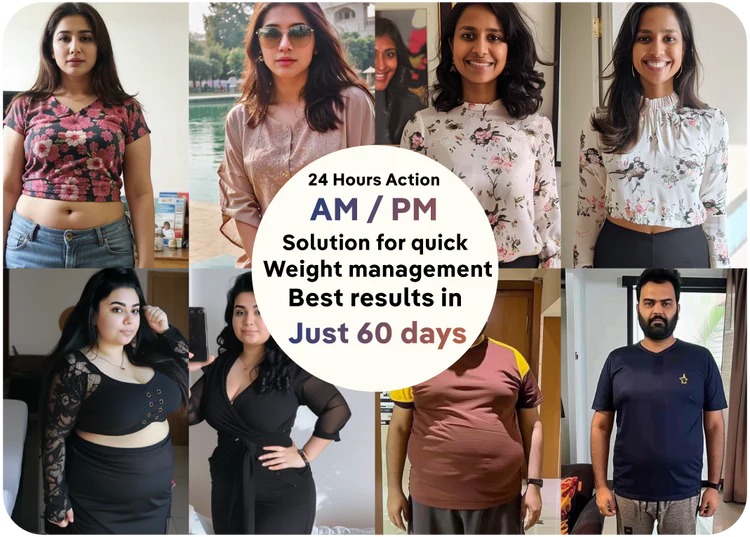 24 Hours Action
AM / PM
Solution for quick
Weight management
Best results in
Just 60 days